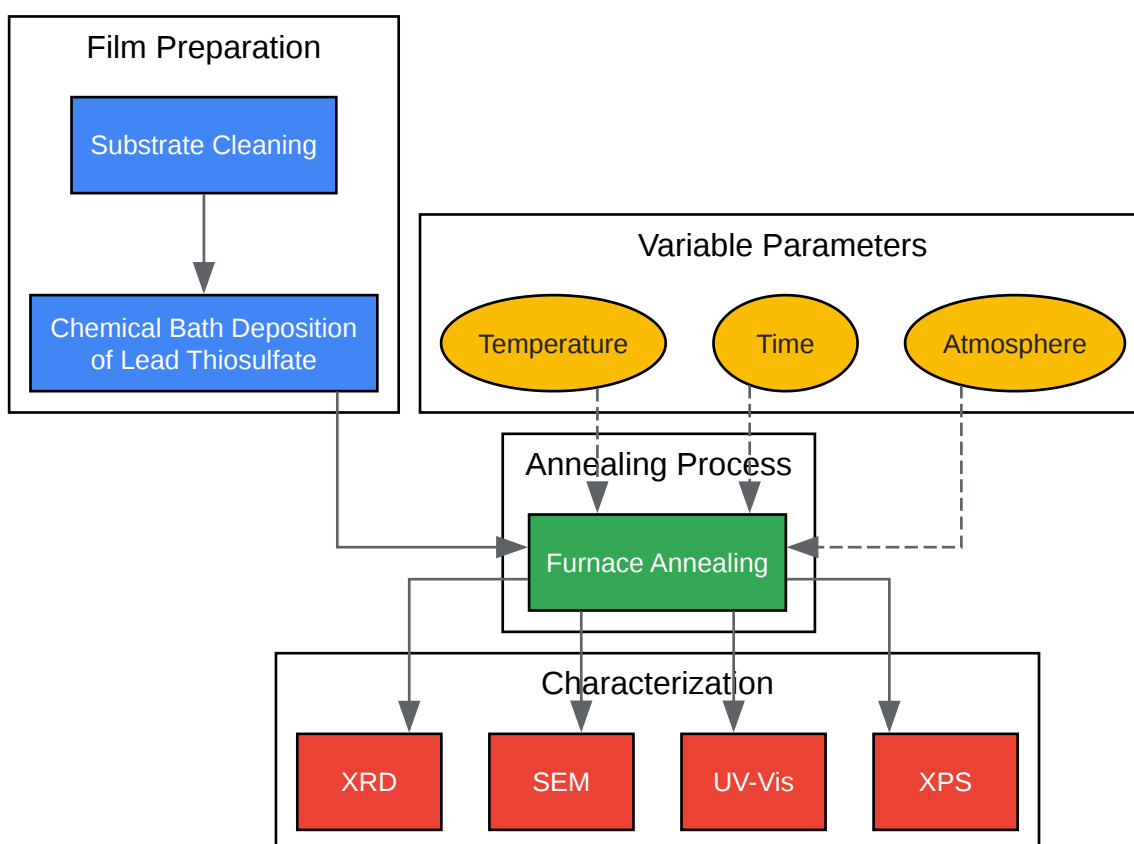 Film Preparation
Substrate Cleaning
Chemical Bath Deposition
of Lead Thiosulfate
Variable Parameters
Temperature
Time
Atmosphere
Annealing Process
Furnace Annealing
Characterization
XRD
SEM
UV-Vis
XPS